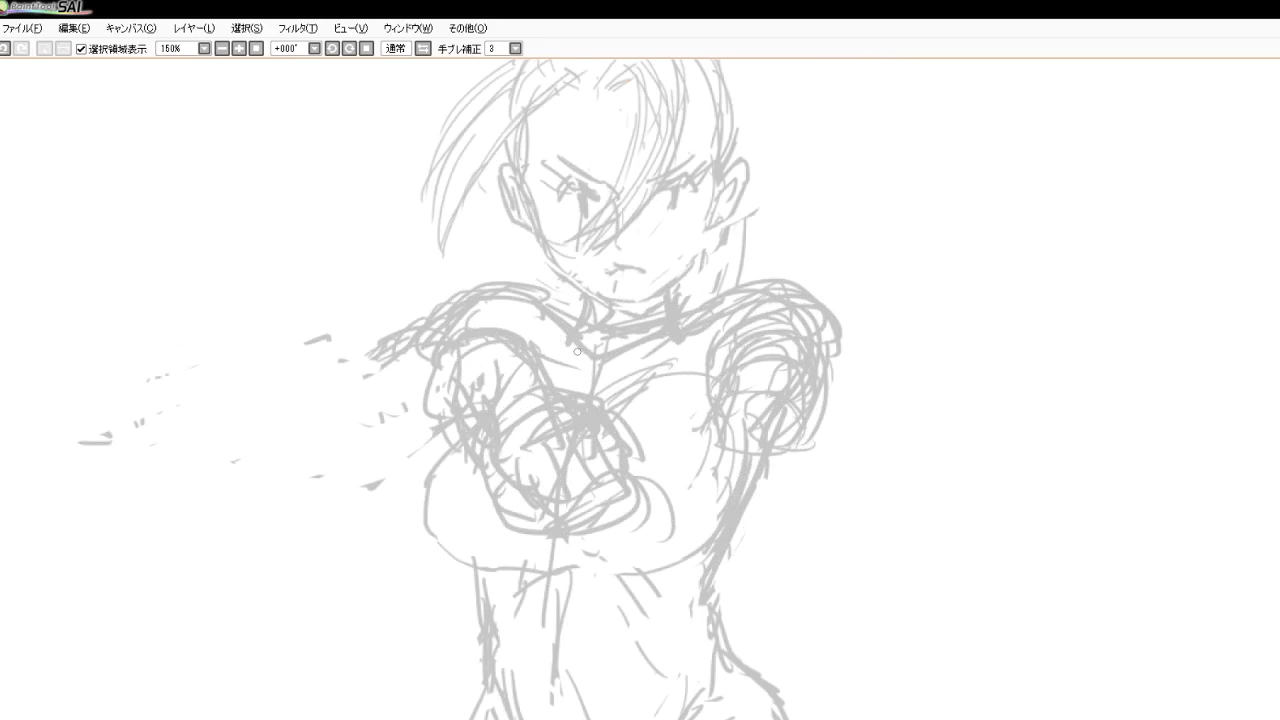 PaintTool SAI
ファイル(F) 編集(E) キャンバス(C) レイヤー(L) 選択(S) フィルタ(T) ビュー(V) ウィンドウ(W) その他(O)
選択領域表示 150% +000° 通常 手ブレ補正 3